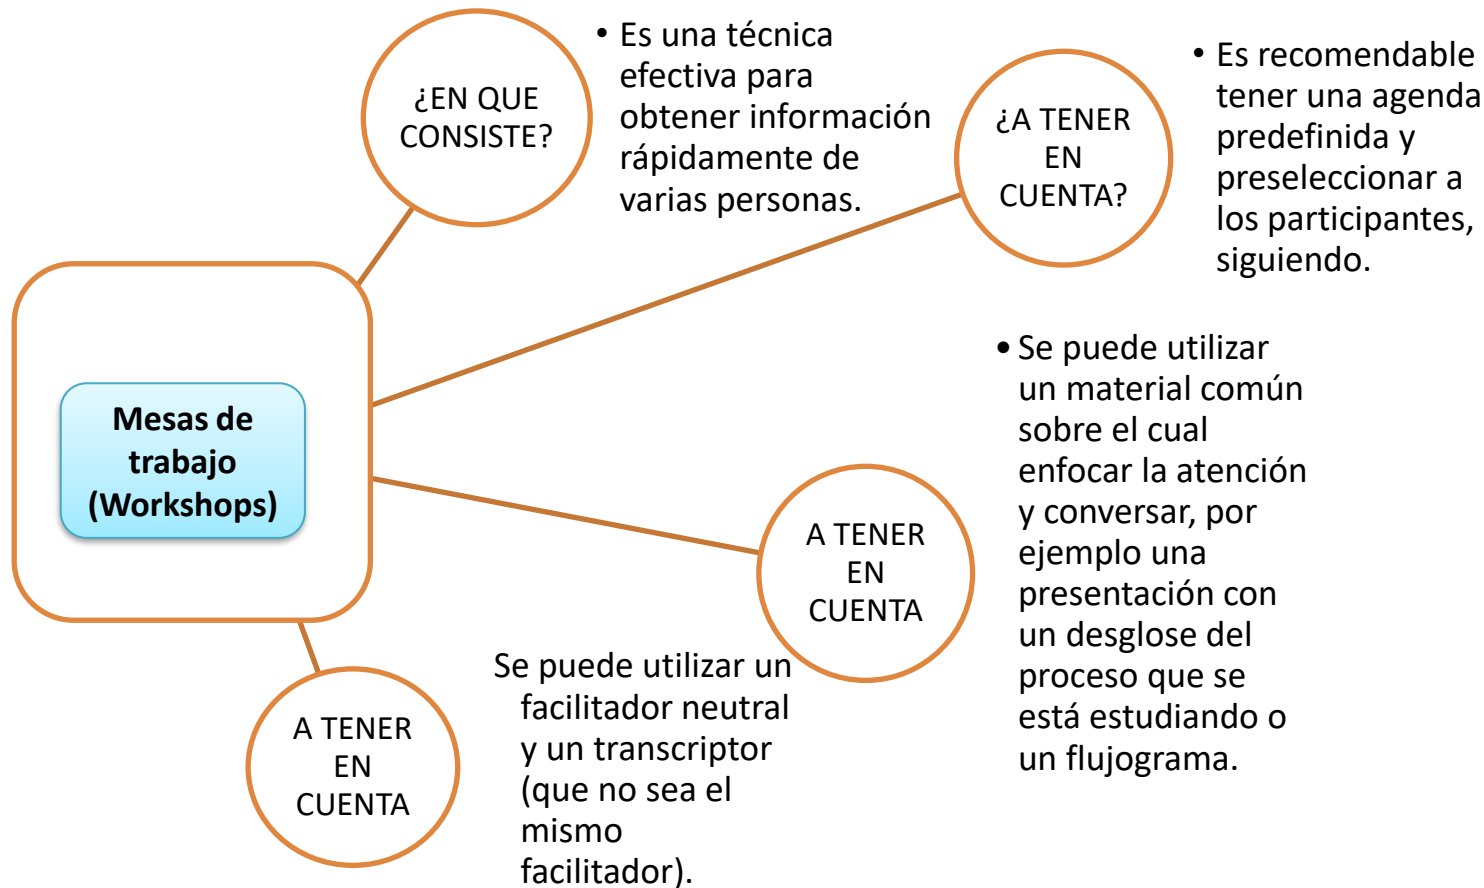 ¿EN QUE
CONSISTE?
• Es una técnica
efectiva para
obtener información
rápidamente de
varias personas.
¿A TENER
EN
CUENTA?
• Es recomendable
tener una agenda
predefinida y
preseleccionar a
los participantes,
siguiendo.
Mesas de
trabajo
(Workshops)
A TENER
EN
CUENTA
• Se puede utilizar
un material común
sobre el cual
enfocar la atención
y conversar, por
ejemplo una
presentación con
un desglose del
proceso que se
está estudiando o
un flujograma.
A TENER
EN
CUENTA
Se puede utilizar un
facilitador neutral
y un transcriptor
(que no sea el
mismo
facilitador).